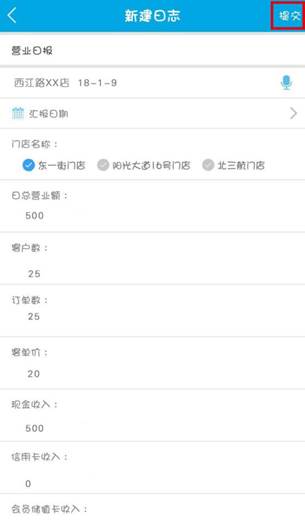 新建日志 提交
营业日报
西江路XX店 18-1-9
汇报日期
门店名称：
东一街门店 阳光大道16号门店 北三前门店
日总营业额：
500
客户数：
25
订单数：
25
客单价：
20
现金收入：
500
信用卡收入：
0
会员储值卡收入：